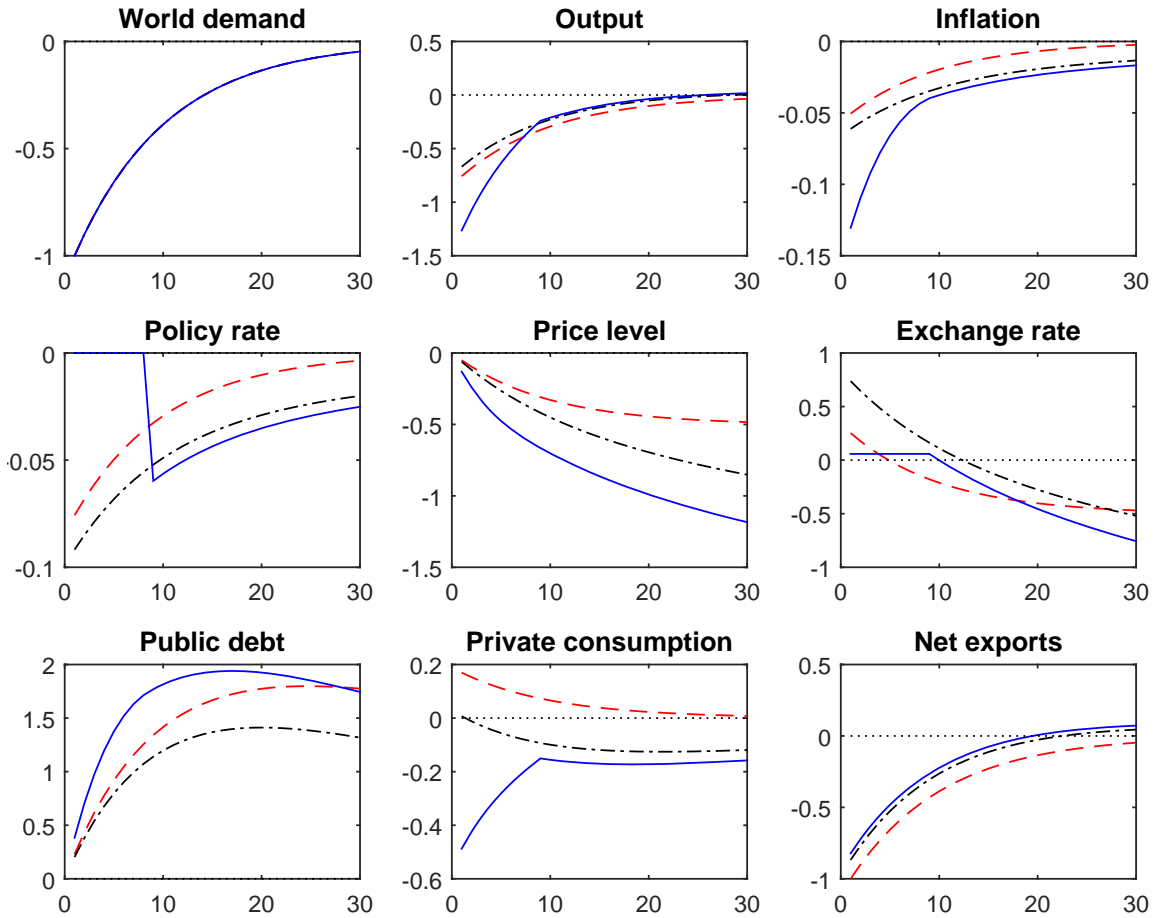 World demand
0
-0.5
-1
0 10 20 30
Output
0.5
0
-0.5
-1
-1.5
0 10 20 30
Inflation
0
-0.05
-0.1
-0.15
0 10 20 30
Policy rate
0
-0.05
-0.1
0 10 20 30
Price level
0
-0.5
-1
-1.5
0 10 20 30
Exchange rate
1
0.5
0
-0.5
-1
0 10 20 30
Public debt
2
1.5
1
0.5
0
0 10 20 30
Private consumption
0.2
0
-0.2
-0.4
-0.6
0 10 20 30
Net exports
0.5
0
-0.5
-1
0 10 20 30